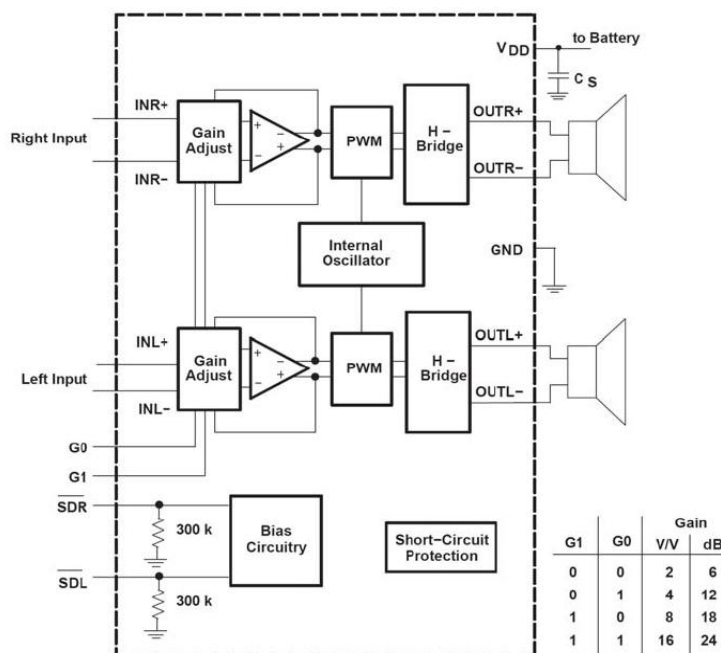 VDD
to Battery
CS
INR+
Right Input
INR−
Gain
Adjust
+
−
−
+
PWM
H −
Bridge
OUTR+
OUTR−
Internal
Oscillator
GND
INL+
Left Input
INL−
Gain
Adjust
+
−
−
+
PWM
H −
Bridge
OUTL+
OUTL−
G0
G1
SDR
300 k
SDL
300 k
Bias
Circuitry
Short−Circuit
Protection
Gain
G1 G0 V/V dB
0 0 2 6
0 1 4 12
1 0 8 18
1 1 16 24